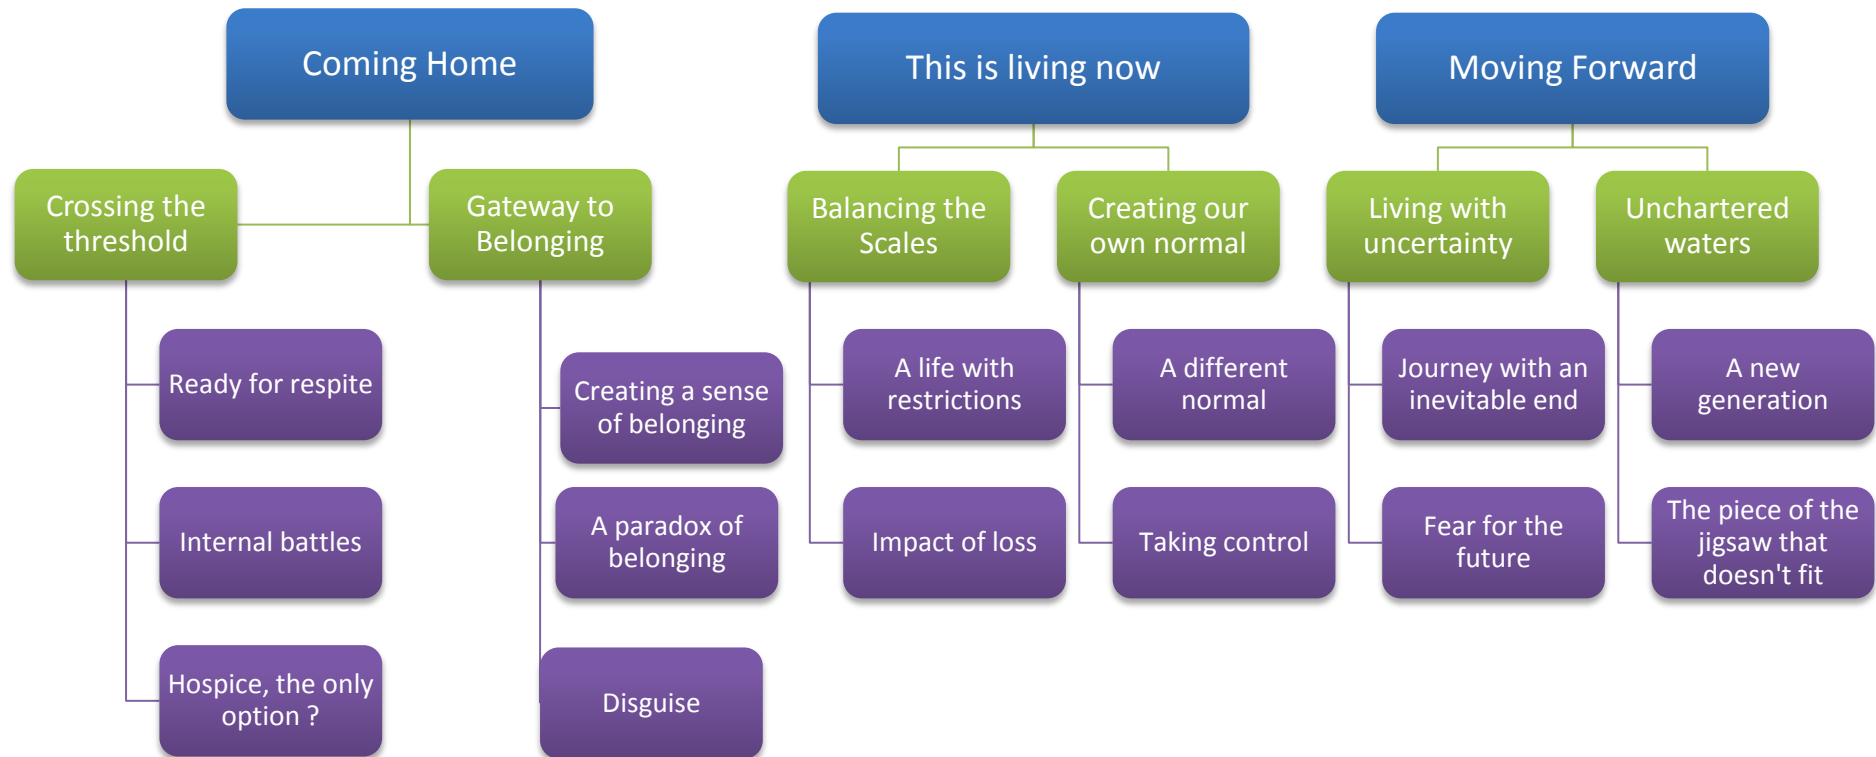 Coming Home
This is living now
Moving Forward
Crossing the
threshold
Gateway to
Belonging
Balancing the
Scales
Creating our
own normal
Living with
uncertainty
Unchartered
waters
Ready for respite
Internal battles
Hospice, the only
option ?
Creating a sense
of belonging
A paradox of
belonging
Disguise
A life with
restrictions
Impact of loss
A different
normal
Taking control
Journey with an
inevitable end
Fear for the
future
A new
generation
The piece of the
jigsaw that
doesn't fit